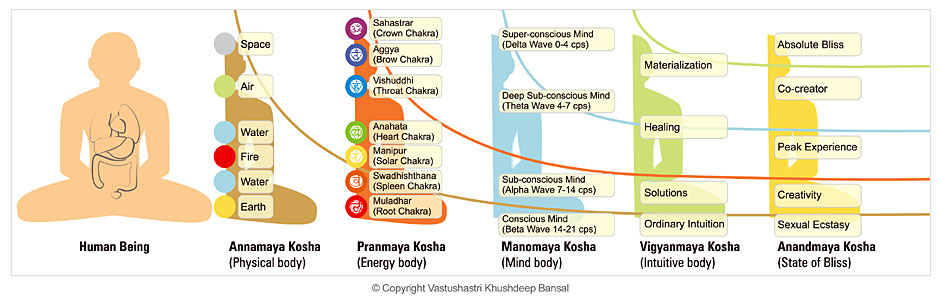 Human Being
Space
Air
Water
Fire
Water
Earth
Annamaya Kosha
(Physical body)
Sahastrar
(Crown Chakra)
Aggya
(Brow Chakra)
Vishuddhi
(Throat Chakra)
Anahata
(Heart Chakra)
Manipur
(Solar Chakra)
Swadhishthana
(Spleen Chakra)
Muladhar
(Root Chakra)
Pranmaya Kosha
(Energy body)
Super-conscious Mind
(Delta Wave 0-4 cps)
Deep Sub-conscious Mind
(Theta Wave 4-7 cps)
Sub-conscious Mind
(Alpha Wave 7-14 cps)
Conscious Mind
(Beta Wave 14-21 cps)
Manomaya Kosha
(Mind body)
Materialization
Healing
Solutions
Ordinary Intuition
Vigyanmaya Kosha
(Intuitive body)
Absolute Bliss
Co-creator
Peak Experience
Creativity
Sexual Ecstasy
Anandmaya Kosha
(State of Bliss)
© Copyright Vastushastri Khushdeep Bansal